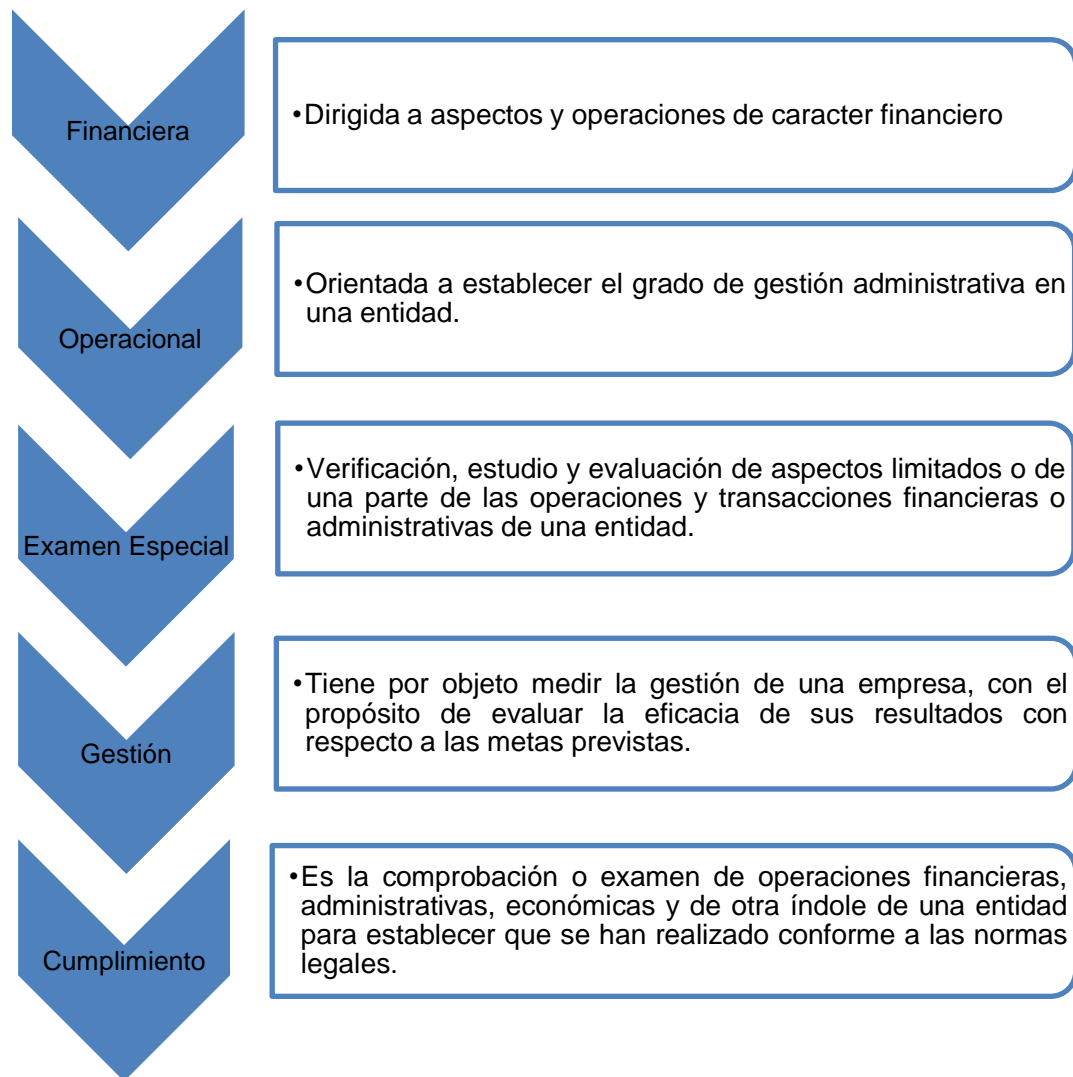 Financiera
•Dirigida a aspectos y operaciones de caracter financiero
Operacional
•Orientada a establecer el grado de gestión administrativa en
una entidad.
Examen Especial
•Verificación, estudio y evaluación de aspectos limitados o de
una parte de las operaciones y transacciones financieras o
administrativas de una entidad.
Gestión
•Tiene por objeto medir la gestión de una empresa, con el
propósito de evaluar la eficacia de sus resultados con
respecto a las metas previstas.
Cumplimiento
•Es la comprobación o examen de operaciones financieras,
administrativas, económicas y de otra índole de una entidad
para establecer que se han realizado conforme a las normas
legales.